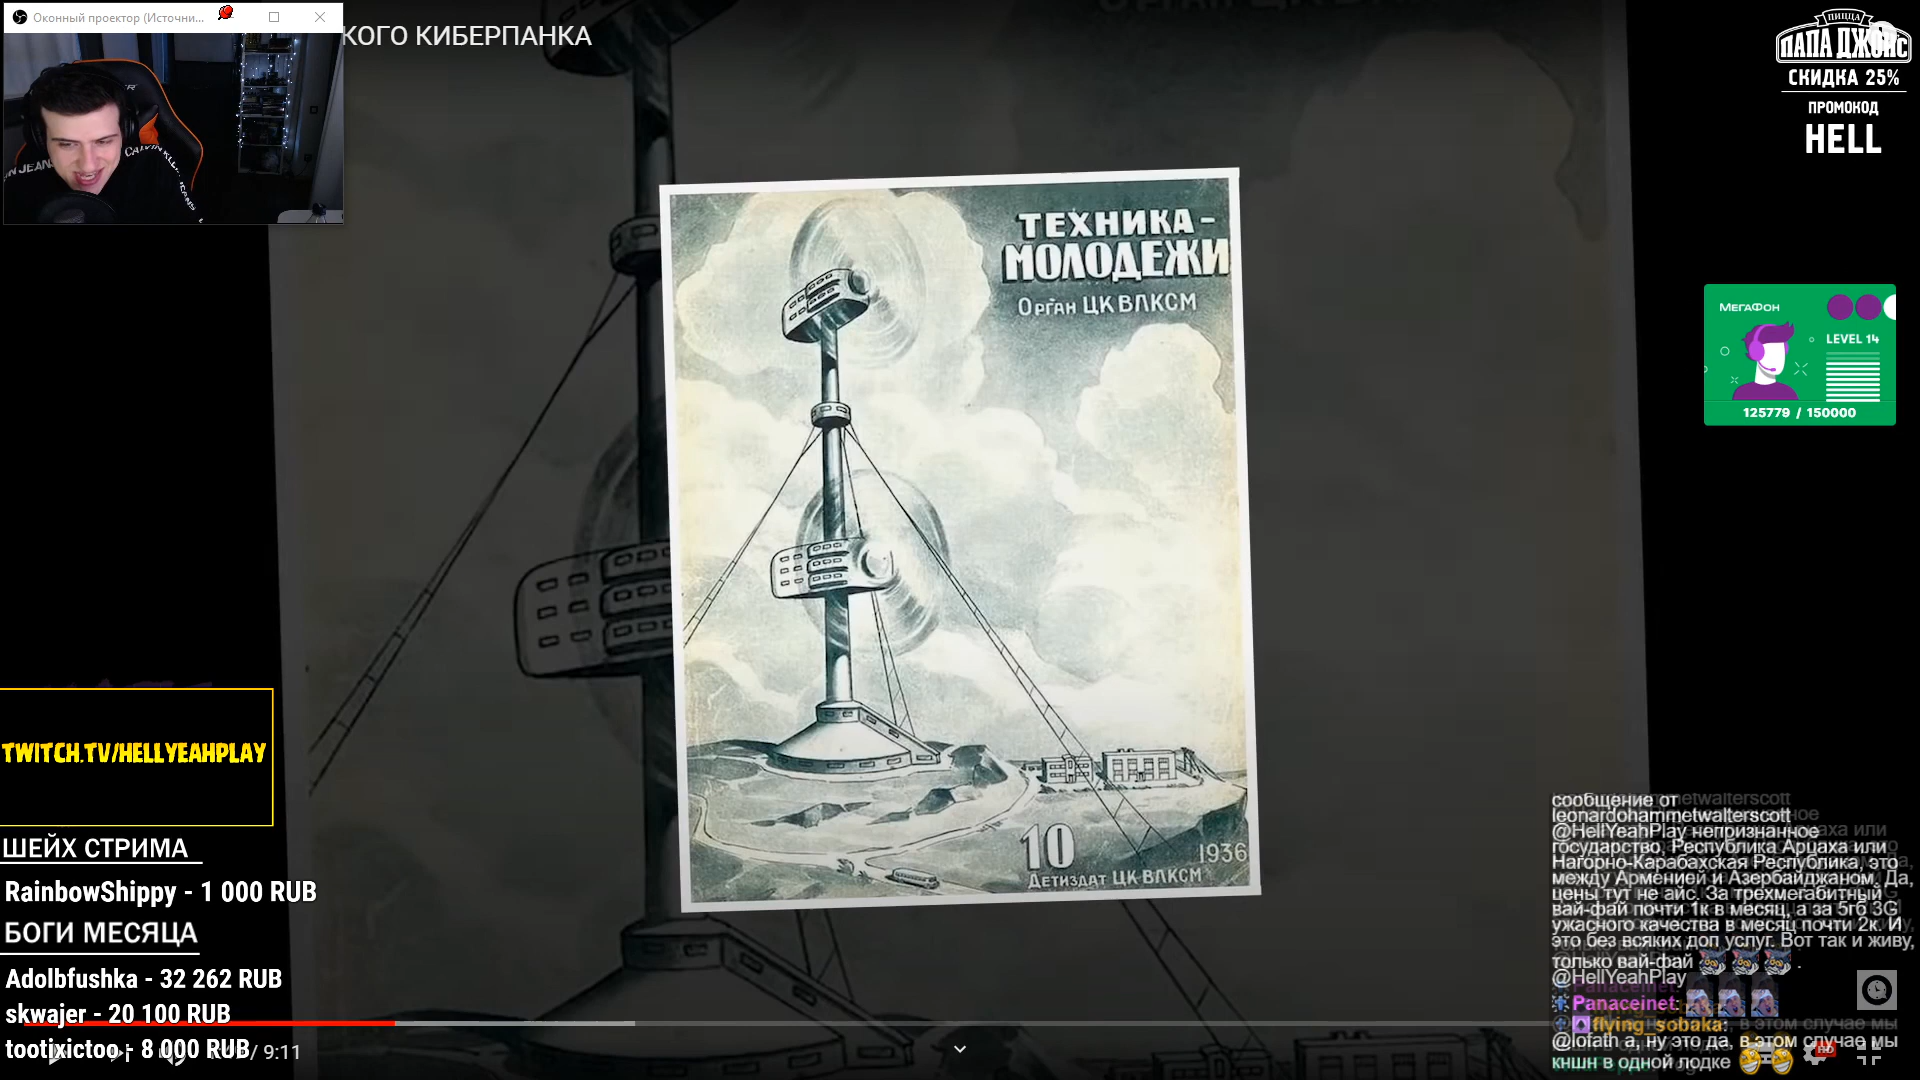 Оконный проектор (Источни...
КОГО КИБЕРПАНКА
ПИЦЦА
ПАПА ДЖОНС
СКИДКА 25%
ПРОМОКОД
HELL
ТЕХНИКА-
МОЛОДЕЖИ
Орган ЦК ВЛКСМ
МЕГАФОН
LEVEL 14
125779 / 150000
TWITCH.TV/HELLYEAHPLAY
ШЕЙХ СТРИМА
RainbowShippy - 1 000 RUB
БОГИ МЕСЯЦА
Adolbfushka - 32 262 RUB
skwajer - 20 100 RUB
tootixictoo - 8 000 RUB
/ 9:11
10
1936
Детиздат ЦК ВЛКСМ
сообщение от
leonardohammetwalterscott
@HellYeahPlay непризнанное
государство, Республика Арцаха или
Нагорно-Карабахская Республика, это
между Арменией и Азербайджаном. Да,
цены тут не айс. За трехмегабитный
вай-фай почти 1к в месяц, а за 5гб 3G
ужасного качества в месяц почти 2к. И
это без всяких доп услуг. Вот так и живу,
только вай-фай .
@HellYeahPlay
Panaceinet:
flying_sobaka:
@lofath а, ну это да, в этом случае мы
кншн в одной лодке
HD